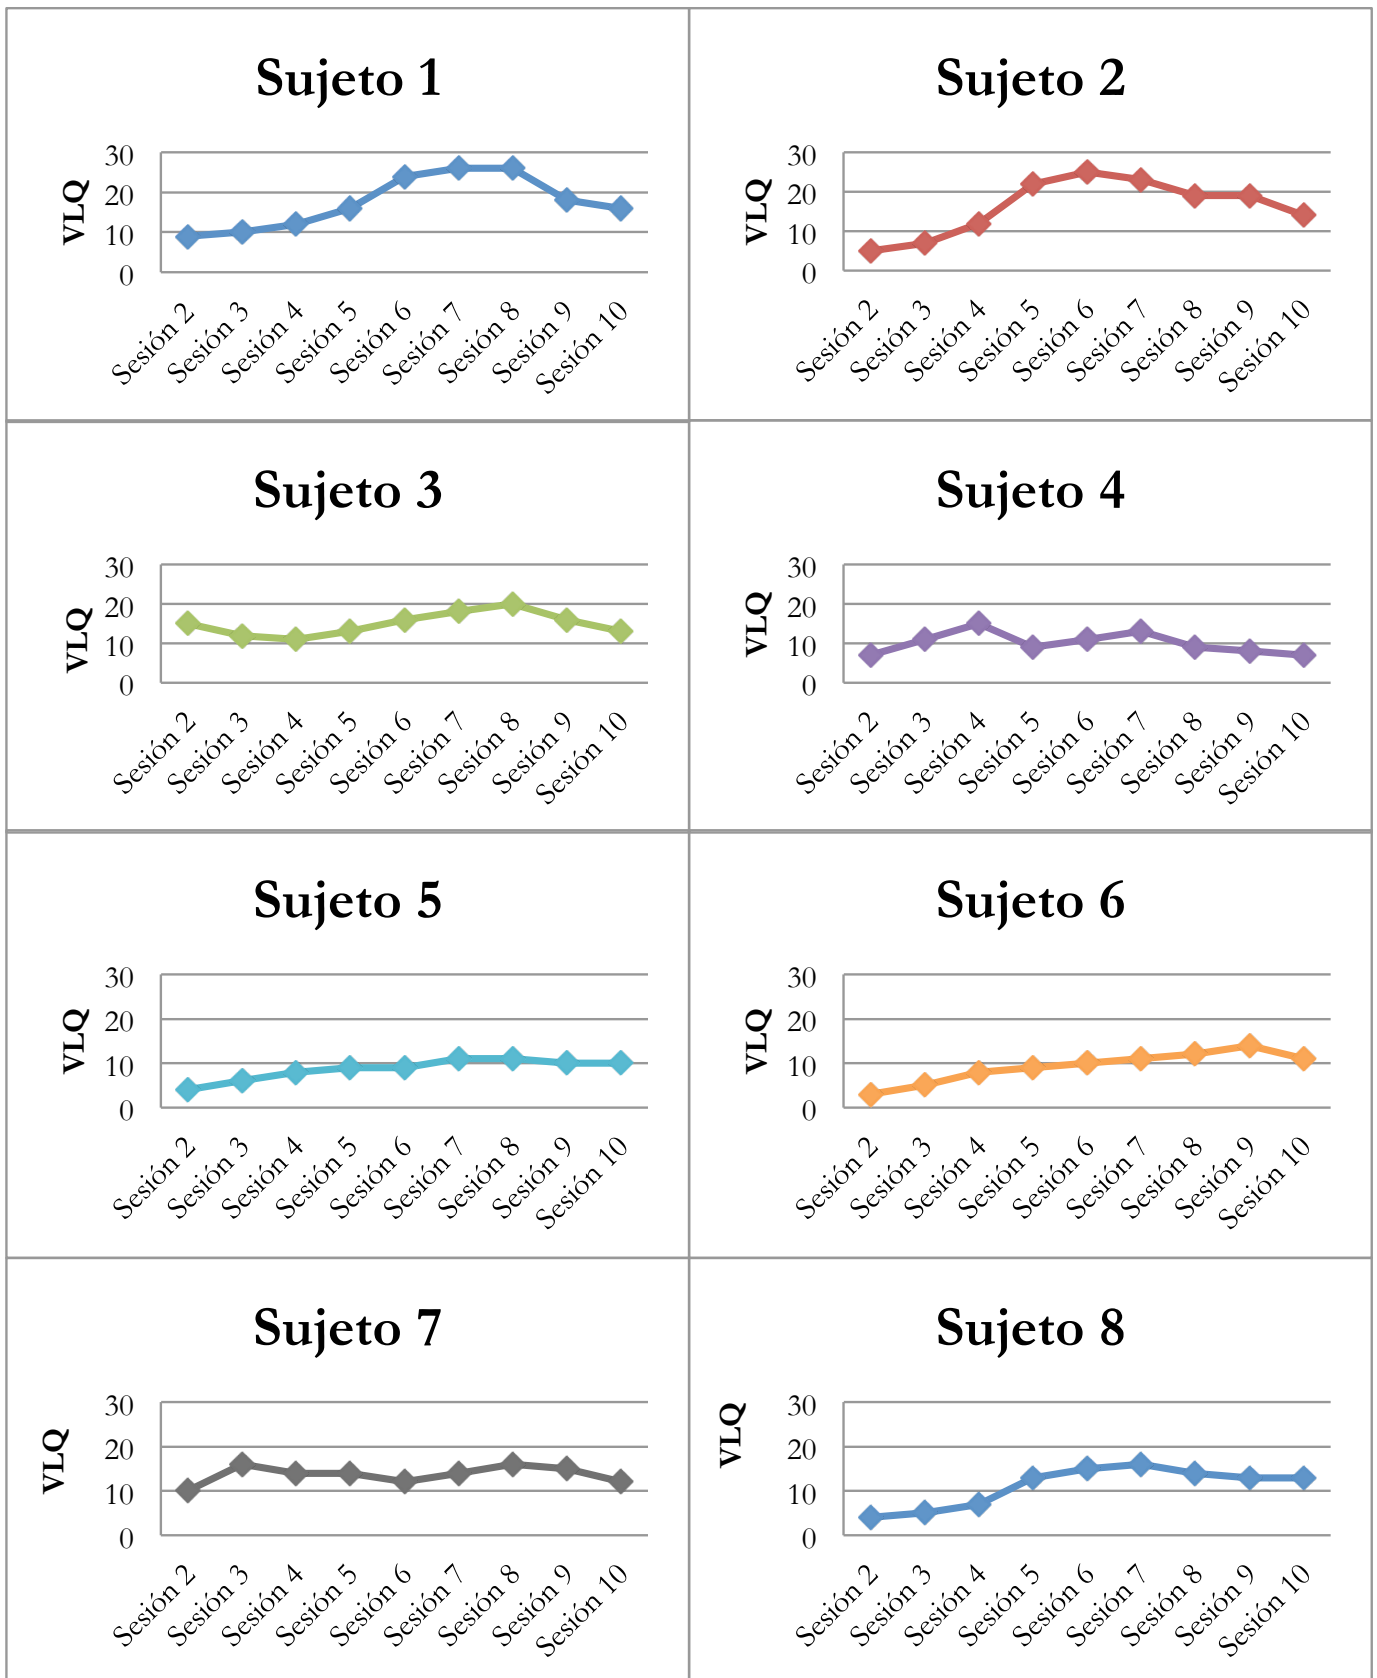 Sujeto 1
VLQ
30
20
10
0
Sesión 2
Sesión 3
Sesión 4
Sesión 5
Sesión 6
Sesión 7
Sesión 8
Sesión 9
Sesión 10
Sujeto 2
VLQ
30
20
10
0
Sesión 2
Sesión 3
Sesión 4
Sesión 5
Sesión 6
Sesión 7
Sesión 8
Sesión 9
Sesión 10
Sujeto 3
VLQ
30
20
10
0
Sesión 2
Sesión 3
Sesión 4
Sesión 5
Sesión 6
Sesión 7
Sesión 8
Sesión 9
Sesión 10
Sujeto 4
VLQ
30
20
10
0
Sesión 2
Sesión 3
Sesión 4
Sesión 5
Sesión 6
Sesión 7
Sesión 8
Sesión 9
Sesión 10
Sujeto 5
VLQ
30
20
10
0
Sesión 2
Sesión 3
Sesión 4
Sesión 5
Sesión 6
Sesión 7
Sesión 8
Sesión 9
Sesión 10
Sujeto 6
VLQ
30
20
10
0
Sesión 2
Sesión 3
Sesión 4
Sesión 5
Sesión 6
Sesión 7
Sesión 8
Sesión 9
Sesión 10
Sujeto 7
VLQ
30
20
10
0
Sesión 2
Sesión 3
Sesión 4
Sesión 5
Sesión 6
Sesión 7
Sesión 8
Sesión 9
Sesión 10
Sujeto 8
VLQ
30
20
10
0
Sesión 2
Sesión 3
Sesión 4
Sesión 5
Sesión 6
Sesión 7
Sesión 8
Sesión 9
Sesión 10